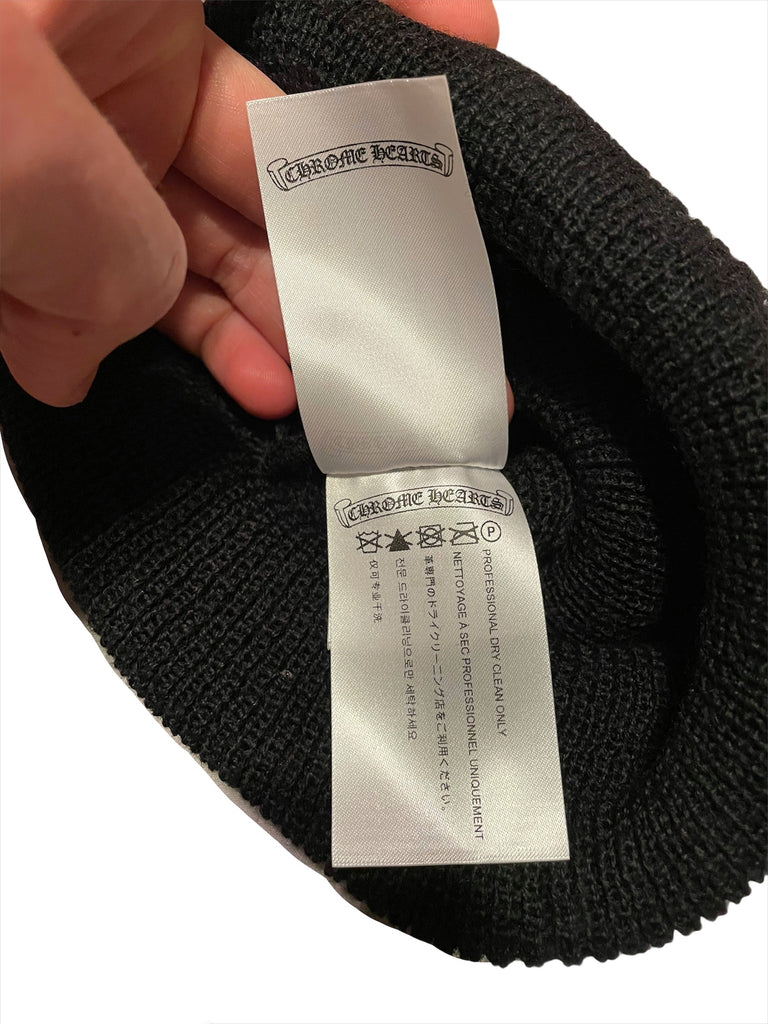 CHROME HEARTS
CHROME HEARTS
P
PROFESSIONAL DRY CLEAN ONLY
NETTOYAGE À SEC PROFESSIONNEL UNIQUEMENT
革専門のドライクリーニング店をご利用ください。
전문 드라이클리닝으로만 세탁하세요
仅可专业干洗